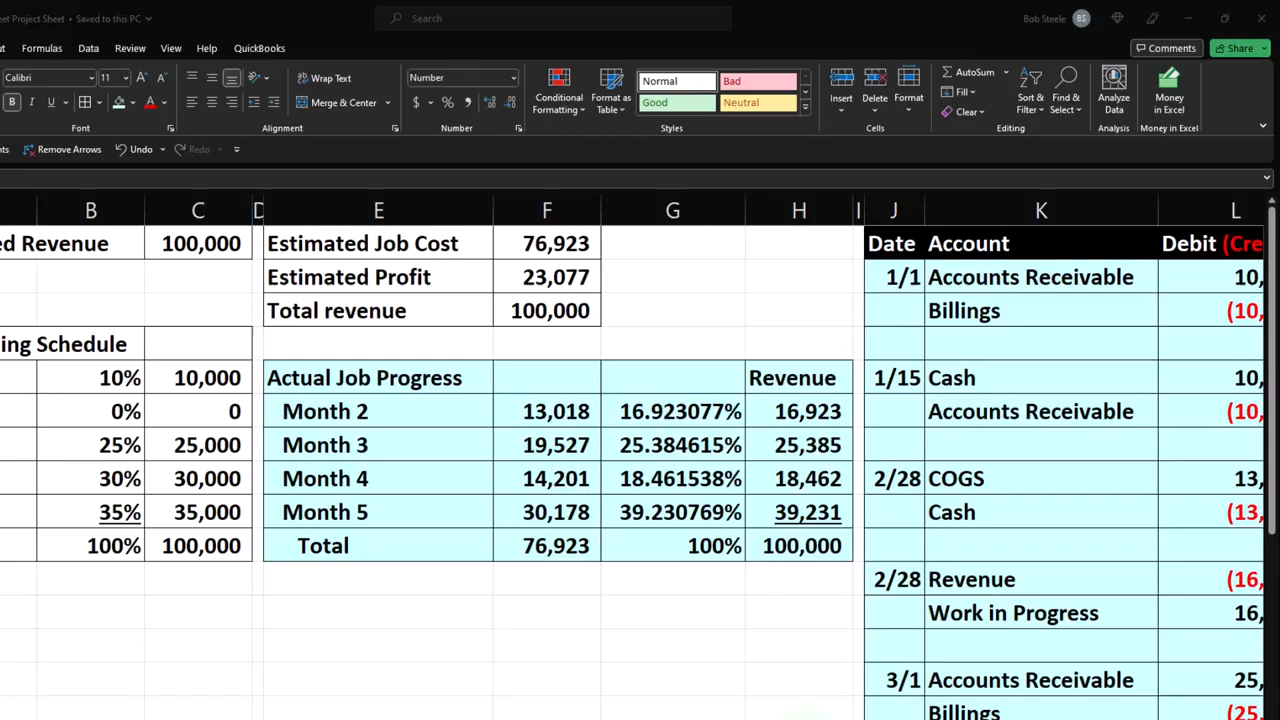 eet Project Sheet • Saved to this PC
Search
Bob Steele BS
ut Formulas Data Review View Help QuickBooks
Comments Share
Calibri 11 A A Wrap Text Number Conditional Formatting Format as Table Normal Bad Good Neutral Insert Delete Format AutoSum Fill Clear Sort & Filter Find & Select Analyze Data Money in Excel
B I U A Merge & Center $ % 9
Font Alignment Number Styles Cells Editing Analysis Money in Excel
nts Remove Arrows Undo Redo
B C D E F G H I J K L
ed Revenue 100,000 Estimated Job Cost 76,923 Date Account Debit (Cre
Estimated Profit 23,077 1/1 Accounts Receivable 10,
Total revenue 100,000 Billings (10,
ing Schedule
10% 10,000 Actual Job Progress Revenue 1/15 Cash 10,
0% 0 Month 2 13,018 16.923077% 16,923 Accounts Receivable (10,
25% 25,000 Month 3 19,527 25.384615% 25,385
30% 30,000 Month 4 14,201 18.461538% 18,462 2/28 COGS 13,
35% 35,000 Month 5 30,178 39.230769% 39,231 Cash (13,
100% 100,000 Total 76,923 100% 100,000
2/28 Revenue (16,
Work in Progress 16,
3/1 Accounts Receivable 25,
Billings (25,